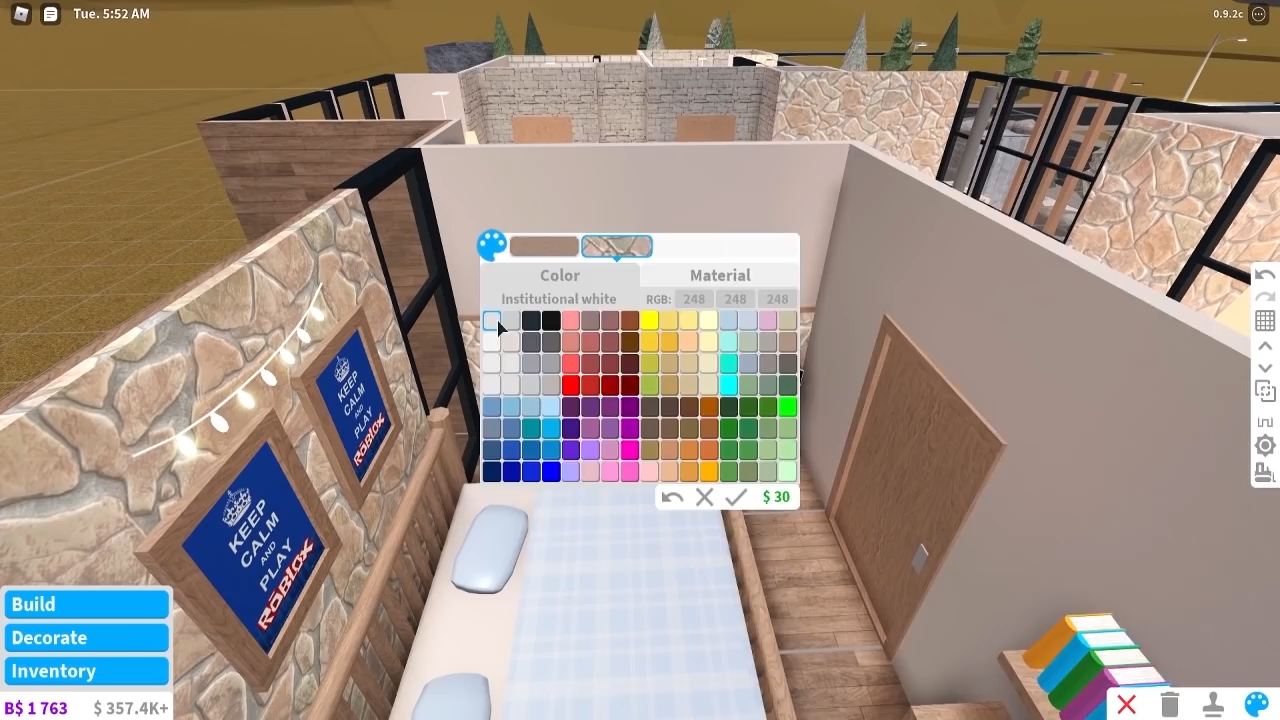 Tue. 5:52 AM
0.9.2c
Color
Material
Institutional white
RGB: 248 248 248
KEEP
CALM
AND
PLAY
ROBLOX
KEEP
CALM
AND
PLAY
ROBLOX
$ 30
Build
Decorate
Inventory
B$ 1 763
$ 357.4K+